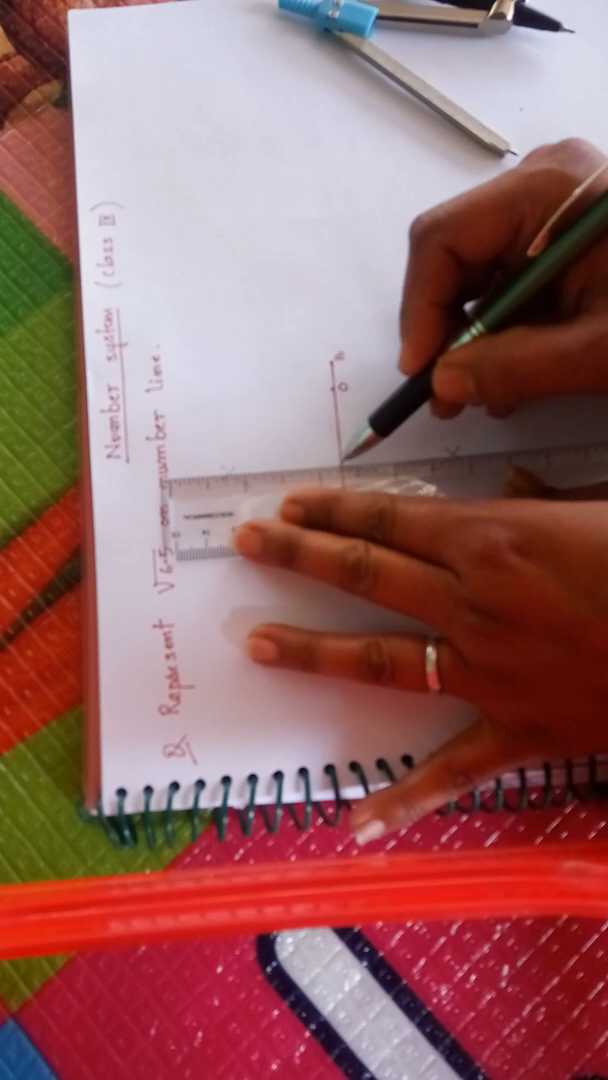 Number system (class IX)
Q Represent √6.5 on number line.
0